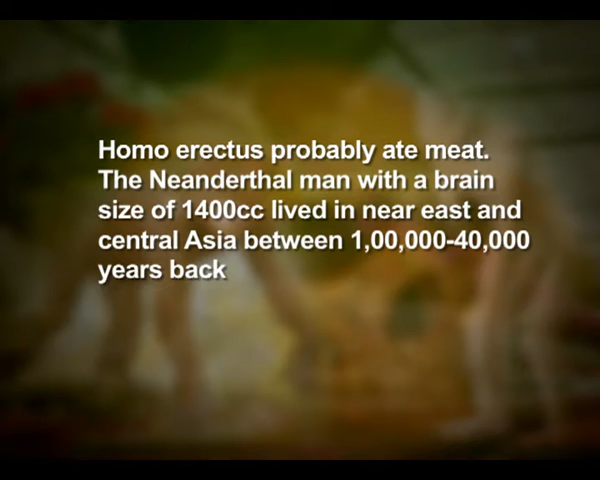 Homo erectus probably ate meat.
The Neanderthal man with a brain
size of 1400cc lived in near east and
central Asia between 1,00,000-40,000
years back